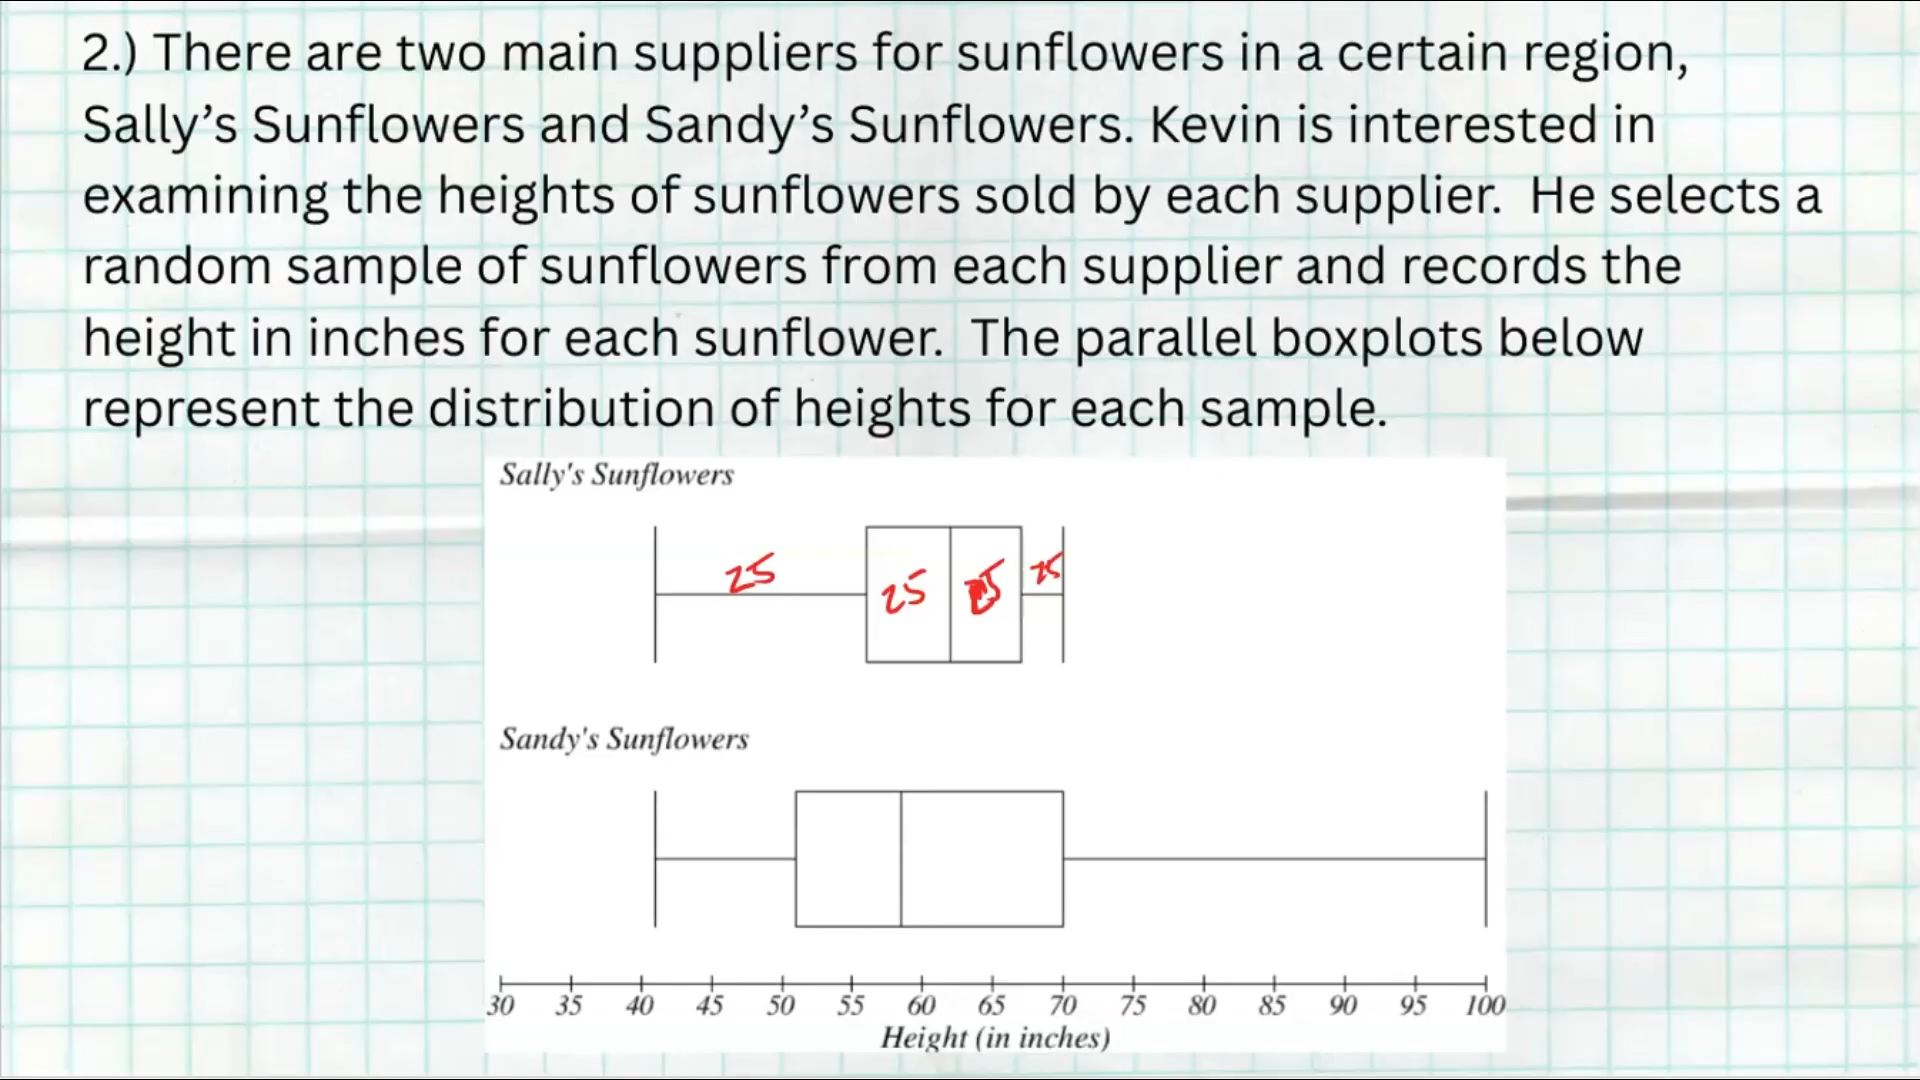 2.) There are two main suppliers for sunflowers in a certain region,
Sally’s Sunflowers and Sandy’s Sunflowers. Kevin is interested in
examining the heights of sunflowers sold by each supplier.  He selects a
random sample of sunflowers from each supplier and records the
height in inches for each sunflower.  The parallel boxplots below
represent the distribution of heights for each sample.
Sally's Sunflowers
25 25 25 25
Sandy's Sunflowers
30 35 40 45 50 55 60 65 70 75 80 85 90 95 100
Height (in inches)